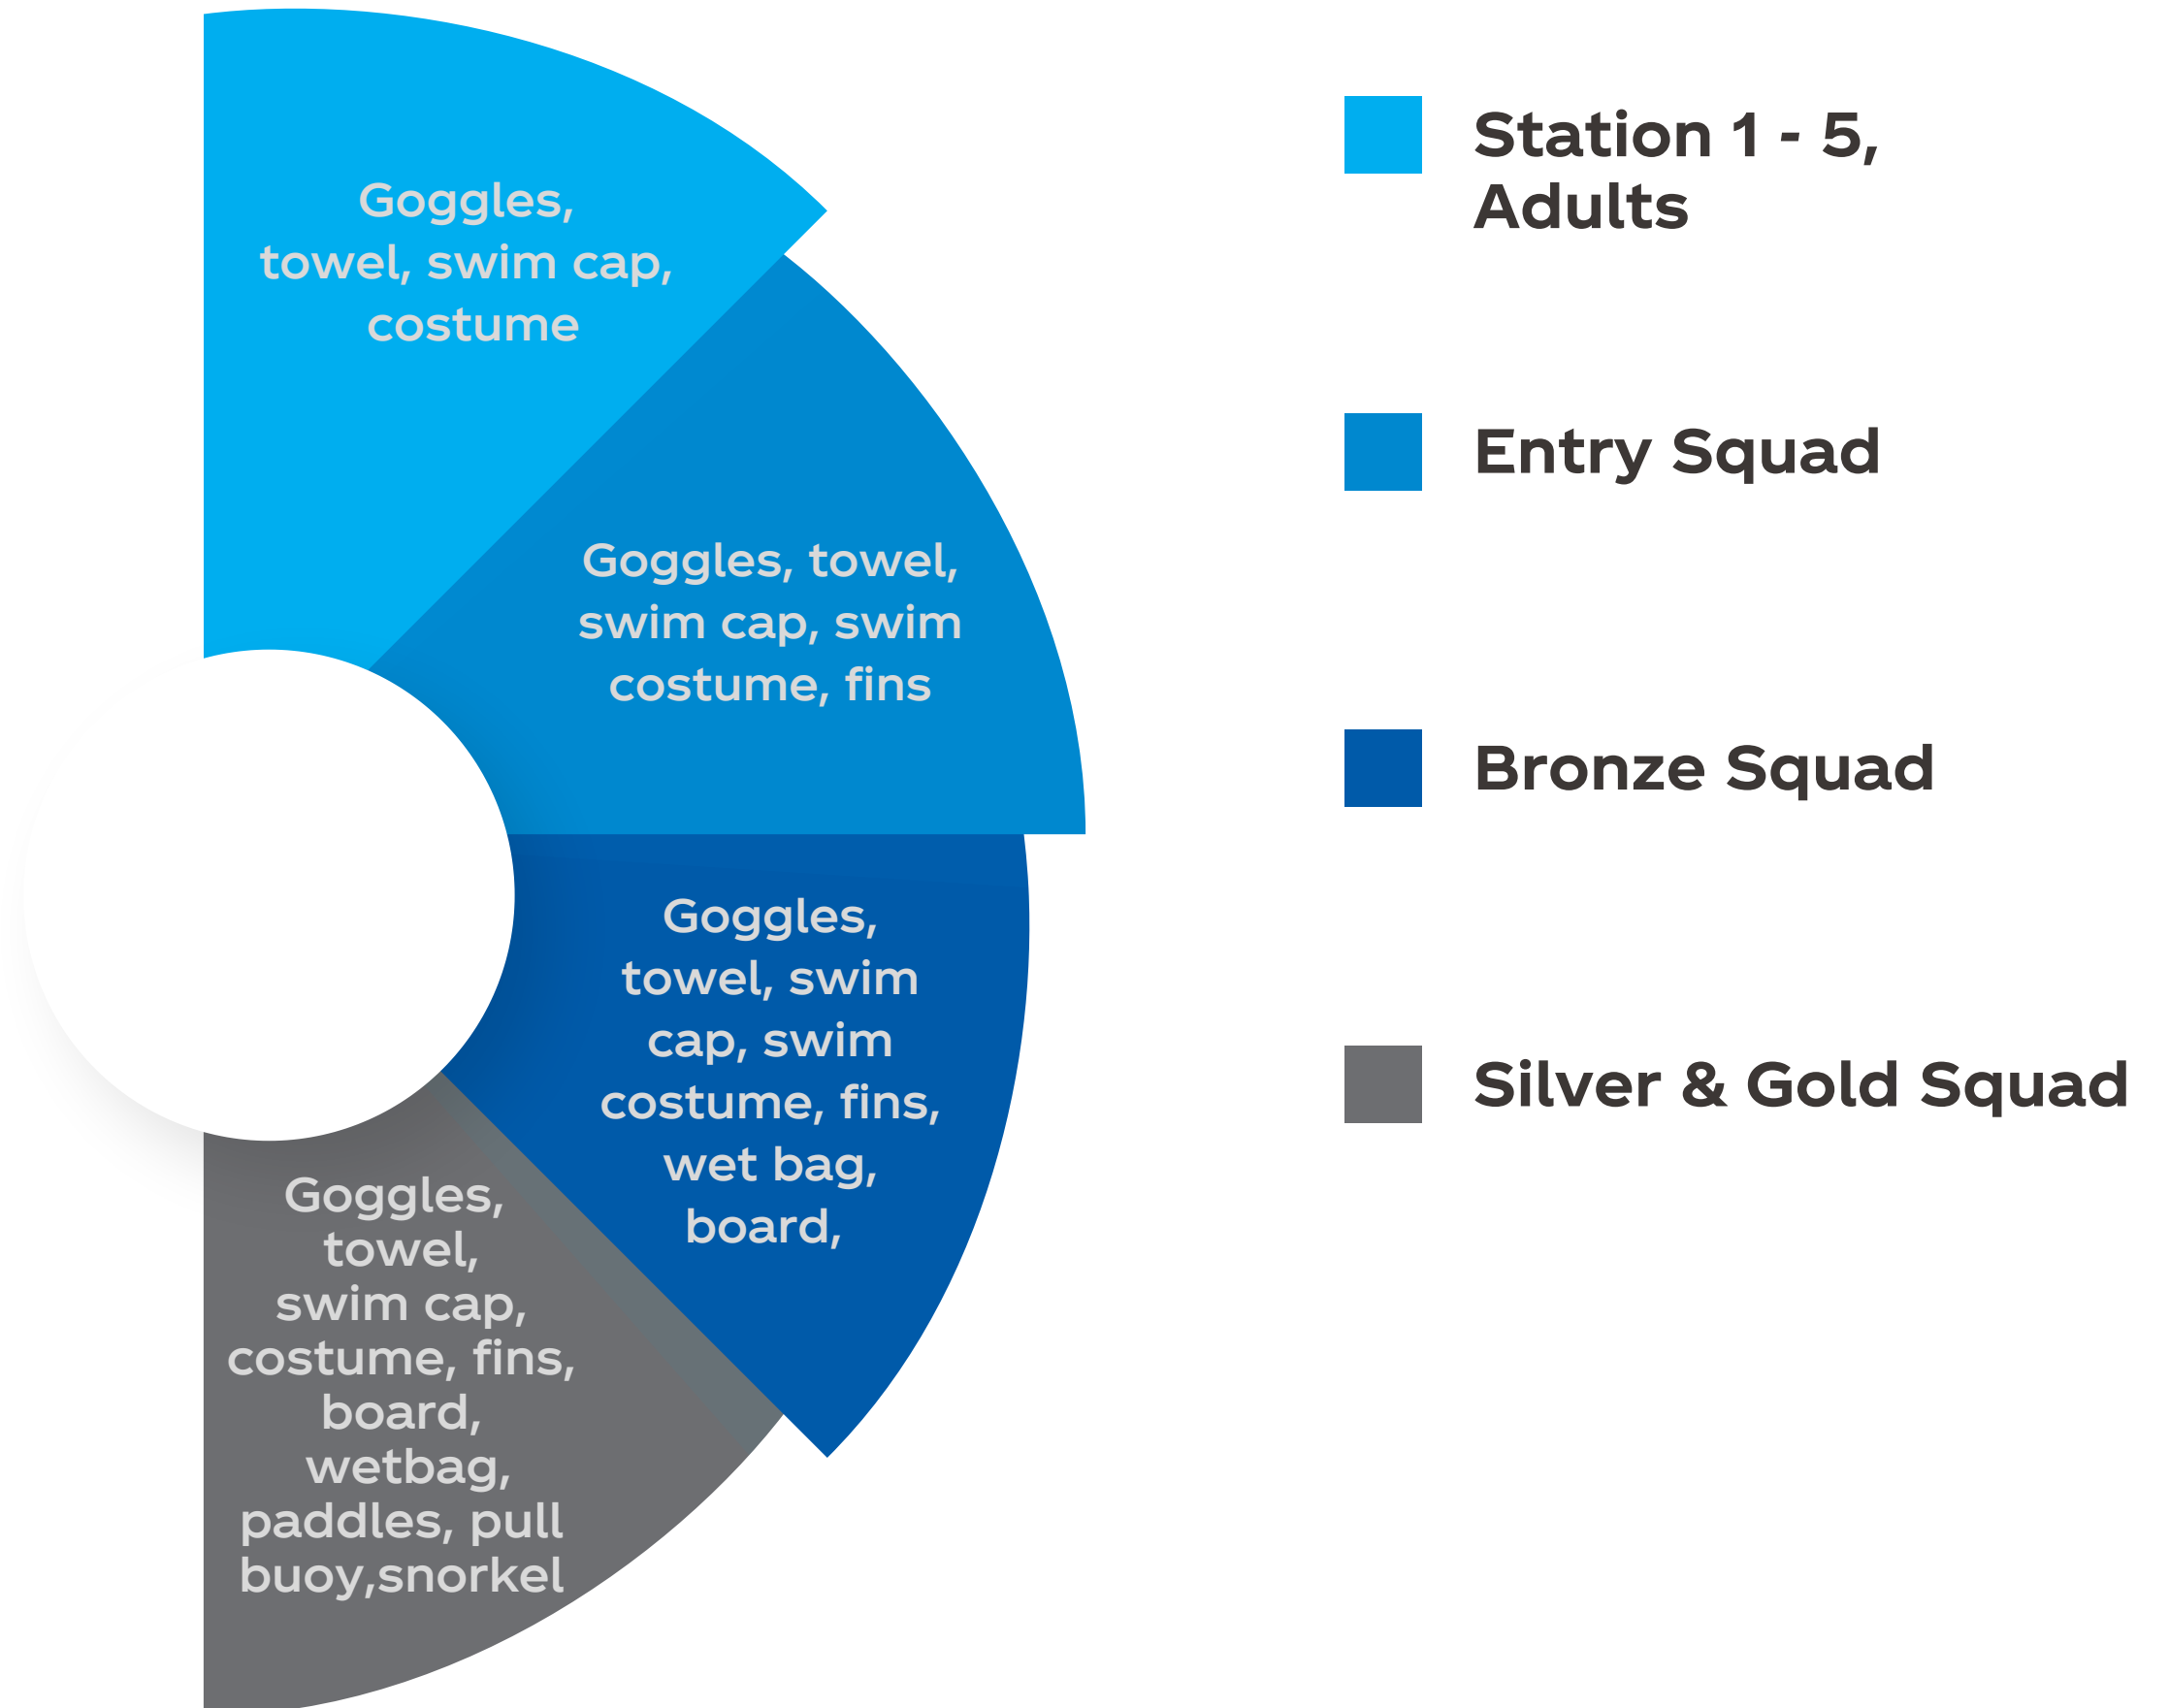 Goggles,
towel, swim cap,
costume
Goggles, towel,
swim cap, swim
costume, fins
Goggles,
towel, swim
cap, swim
costume, fins,
wet bag,
board,
Goggles,
towel,
swim cap,
costume, fins,
board,
wetbag,
paddles, pull
buoy,snorkel
Station 1 - 5,
Adults
Entry Squad
Bronze Squad
Silver & Gold Squad